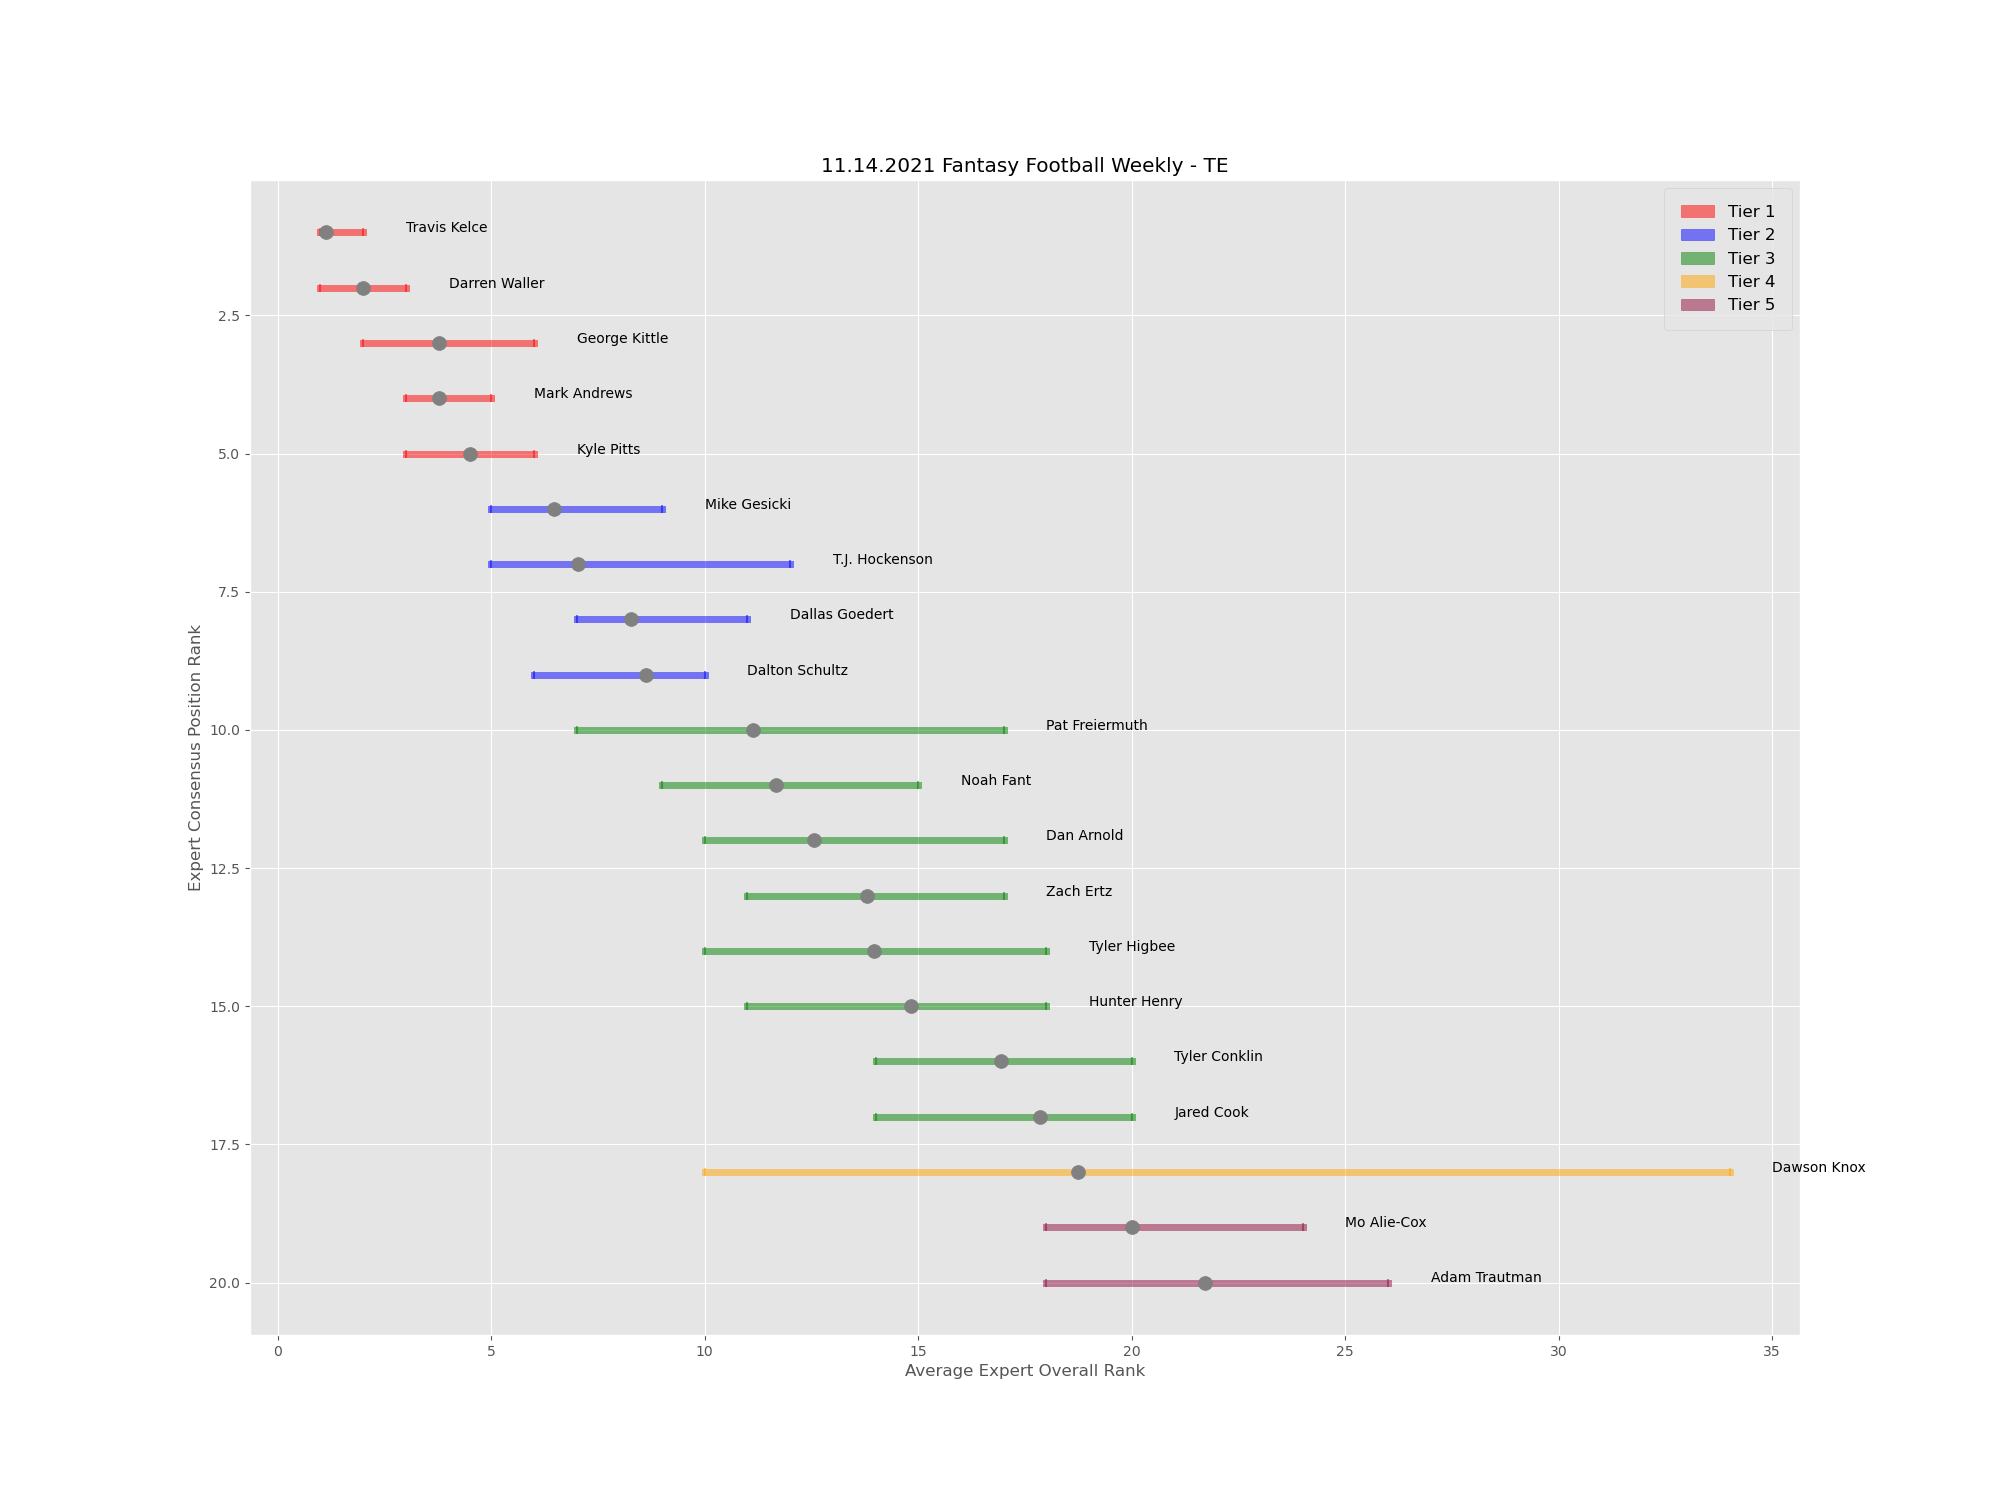 11.14.2021 Fantasy Football Weekly - TE
Tier 1
Tier 2
Tier 3
Tier 4
Tier 5
Travis Kelce
Darren Waller
George Kittle
Mark Andrews
Kyle Pitts
Mike Gesicki
T.J. Hockenson
Dallas Goedert
Dalton Schultz
Pat Freiermuth
Noah Fant
Dan Arnold
Zach Ertz
Tyler Higbee
Hunter Henry
Tyler Conklin
Jared Cook
Dawson Knox
Mo Alie-Cox
Adam Trautman
Expert Consensus Position Rank
2.5
5.0
7.5
10.0
12.5
15.0
17.5
20.0
0 5 10 15 20 25 30 35
Average Expert Overall Rank